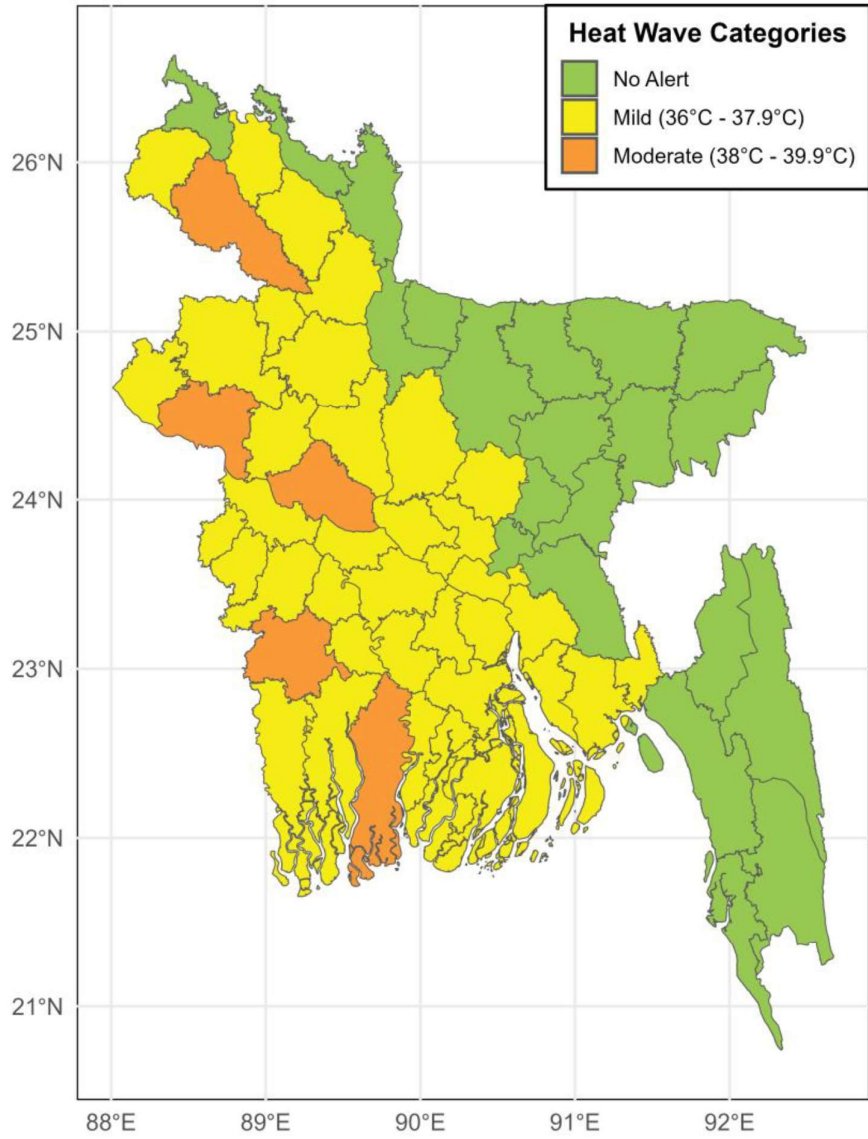 Heat Wave Categories
No Alert
Mild (36°C - 37.9°C)
Moderate (38°C - 39.9°C)
26°N
25°N
24°N
23°N
22°N
21°N
88°E 89°E 90°E 91°E 92°E